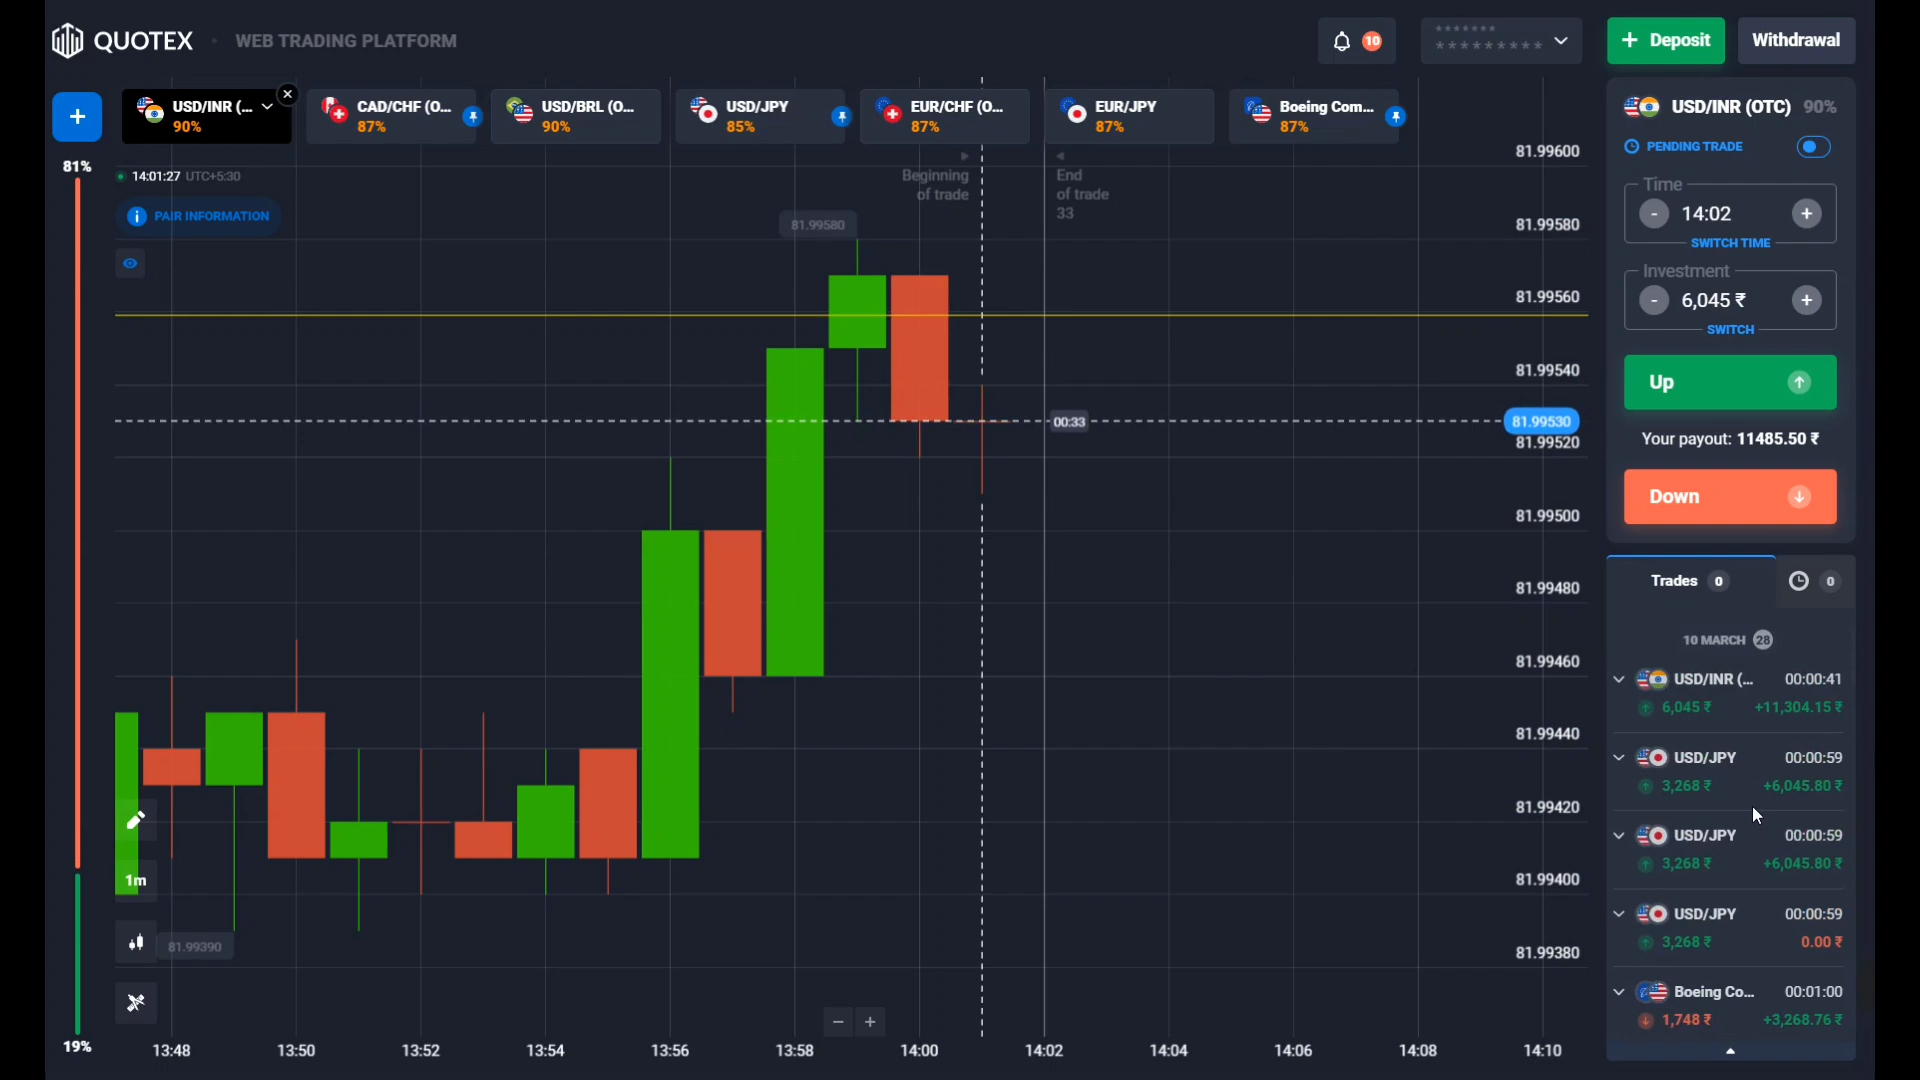 QUOTEX • WEB TRADING PLATFORM
10
******* 
*********
+ Deposit
Withdrawal
+
USD/INR (...
90%
CAD/CHF (O...
87%
USD/BRL (O...
90%
USD/JPY
85%
EUR/CHF (O...
87%
EUR/JPY
87%
Boeing Com...
87%
81%
14:01:27 UTC+5:30
PAIR INFORMATION
Beginning
of trade
End
of trade
33
81.99580
81.99600
81.99580
81.99560
81.99540
00:33
81.99530
81.99520
81.99500
81.99480
81.99460
81.99440
81.99420
81.99400
81.99380
1m
81.99390
19%
13:48
13:50
13:52
13:54
13:56
13:58
14:00
14:02
14:04
14:06
14:08
14:10
USD/INR (OTC) 90%
PENDING TRADE
Time
- 14:02 +
SWITCH TIME
Investment
- 6,045 ₹ +
SWITCH
Up
Your payout: 11485.50 ₹
Down
Trades 0
0
10 MARCH 28
USD/INR (... 00:00:41
6,045 ₹ +11,304.15 ₹
USD/JPY 00:00:59
3,268 ₹ +6,045.80 ₹
USD/JPY 00:00:59
3,268 ₹ +6,045.80 ₹
USD/JPY 00:00:59
3,268 ₹ 0.00 ₹
Boeing Co... 00:01:00
1,748 ₹ +3,268.76 ₹